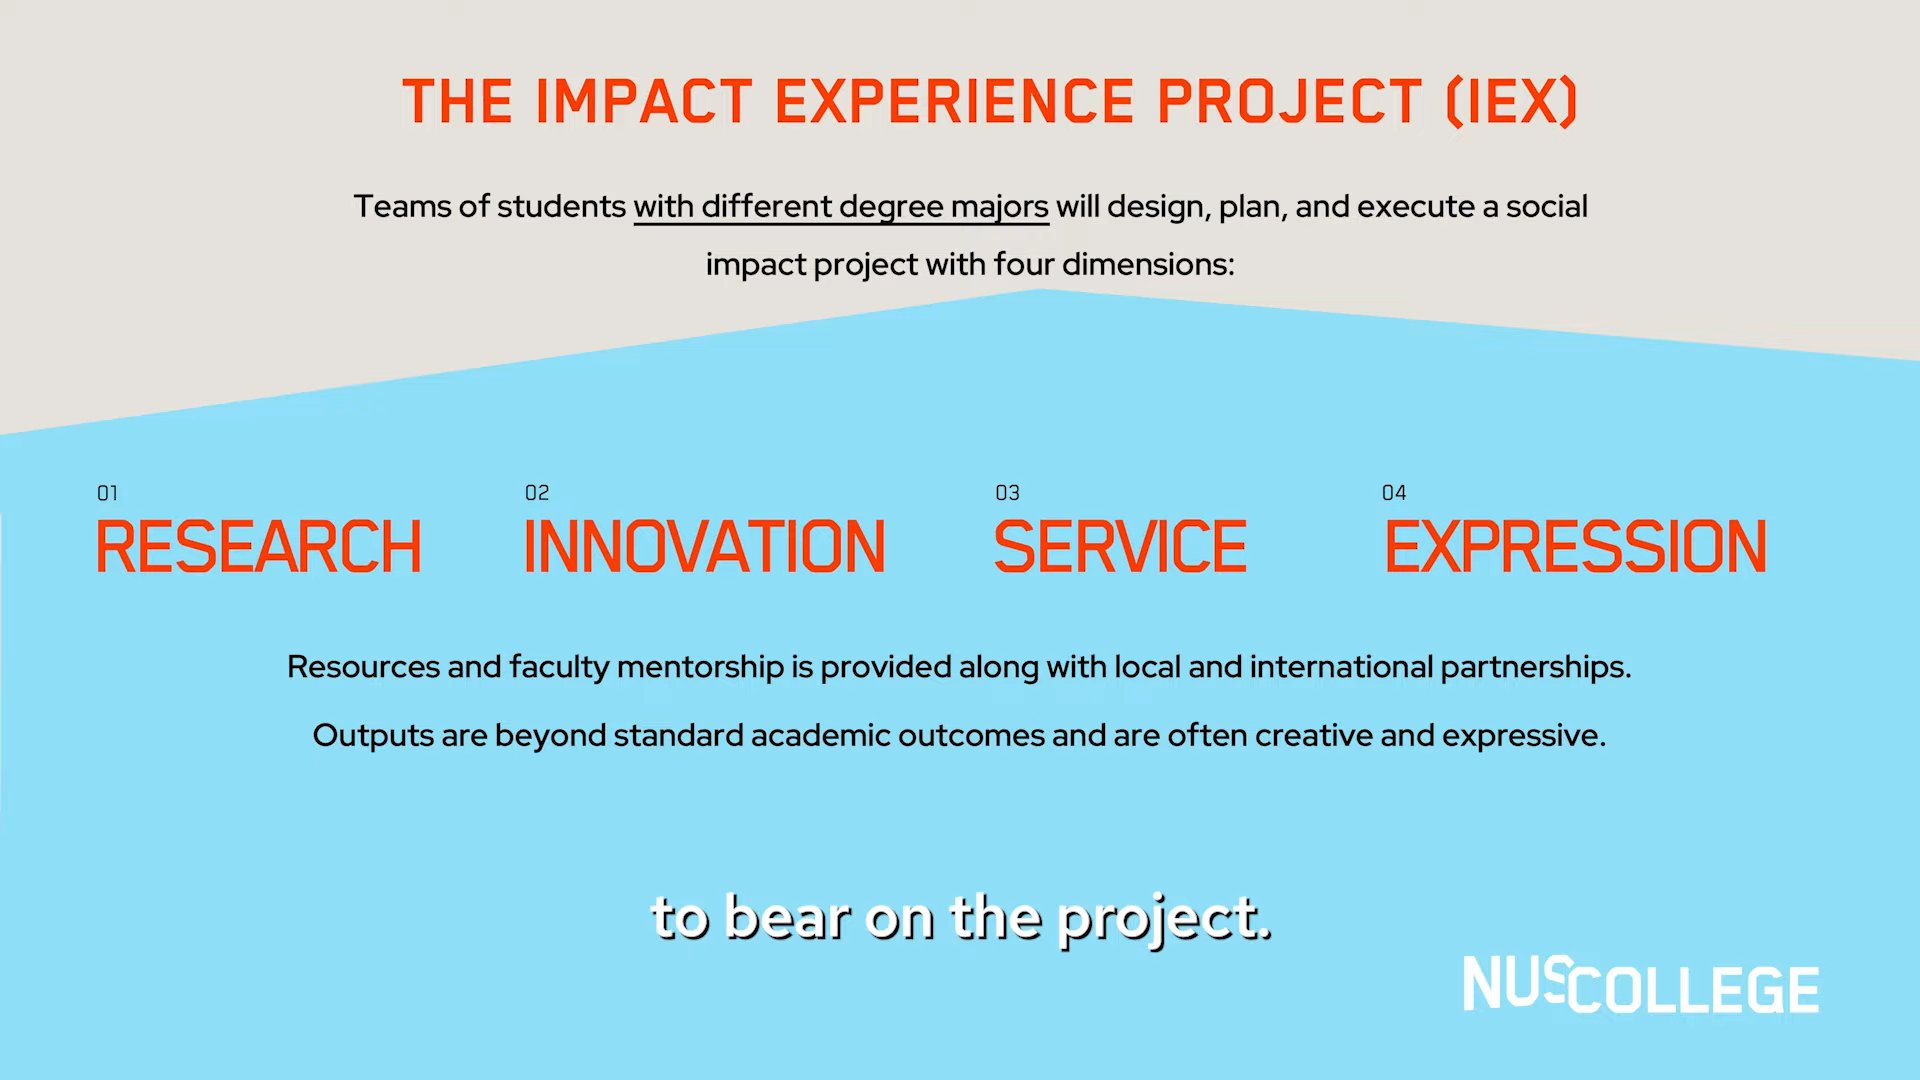 THE IMPACT EXPERIENCE PROJECT (IEX)
Teams of students with different degree majors will design, plan, and execute a social
impact project with four dimensions:
01
RESEARCH
02
INNOVATION
03
SERVICE
04
EXPRESSION
Resources and faculty mentorship is provided along with local and international partnerships.
Outputs are beyond standard academic outcomes and are often creative and expressive.
to bear on the project.
NUSCOLLEGE